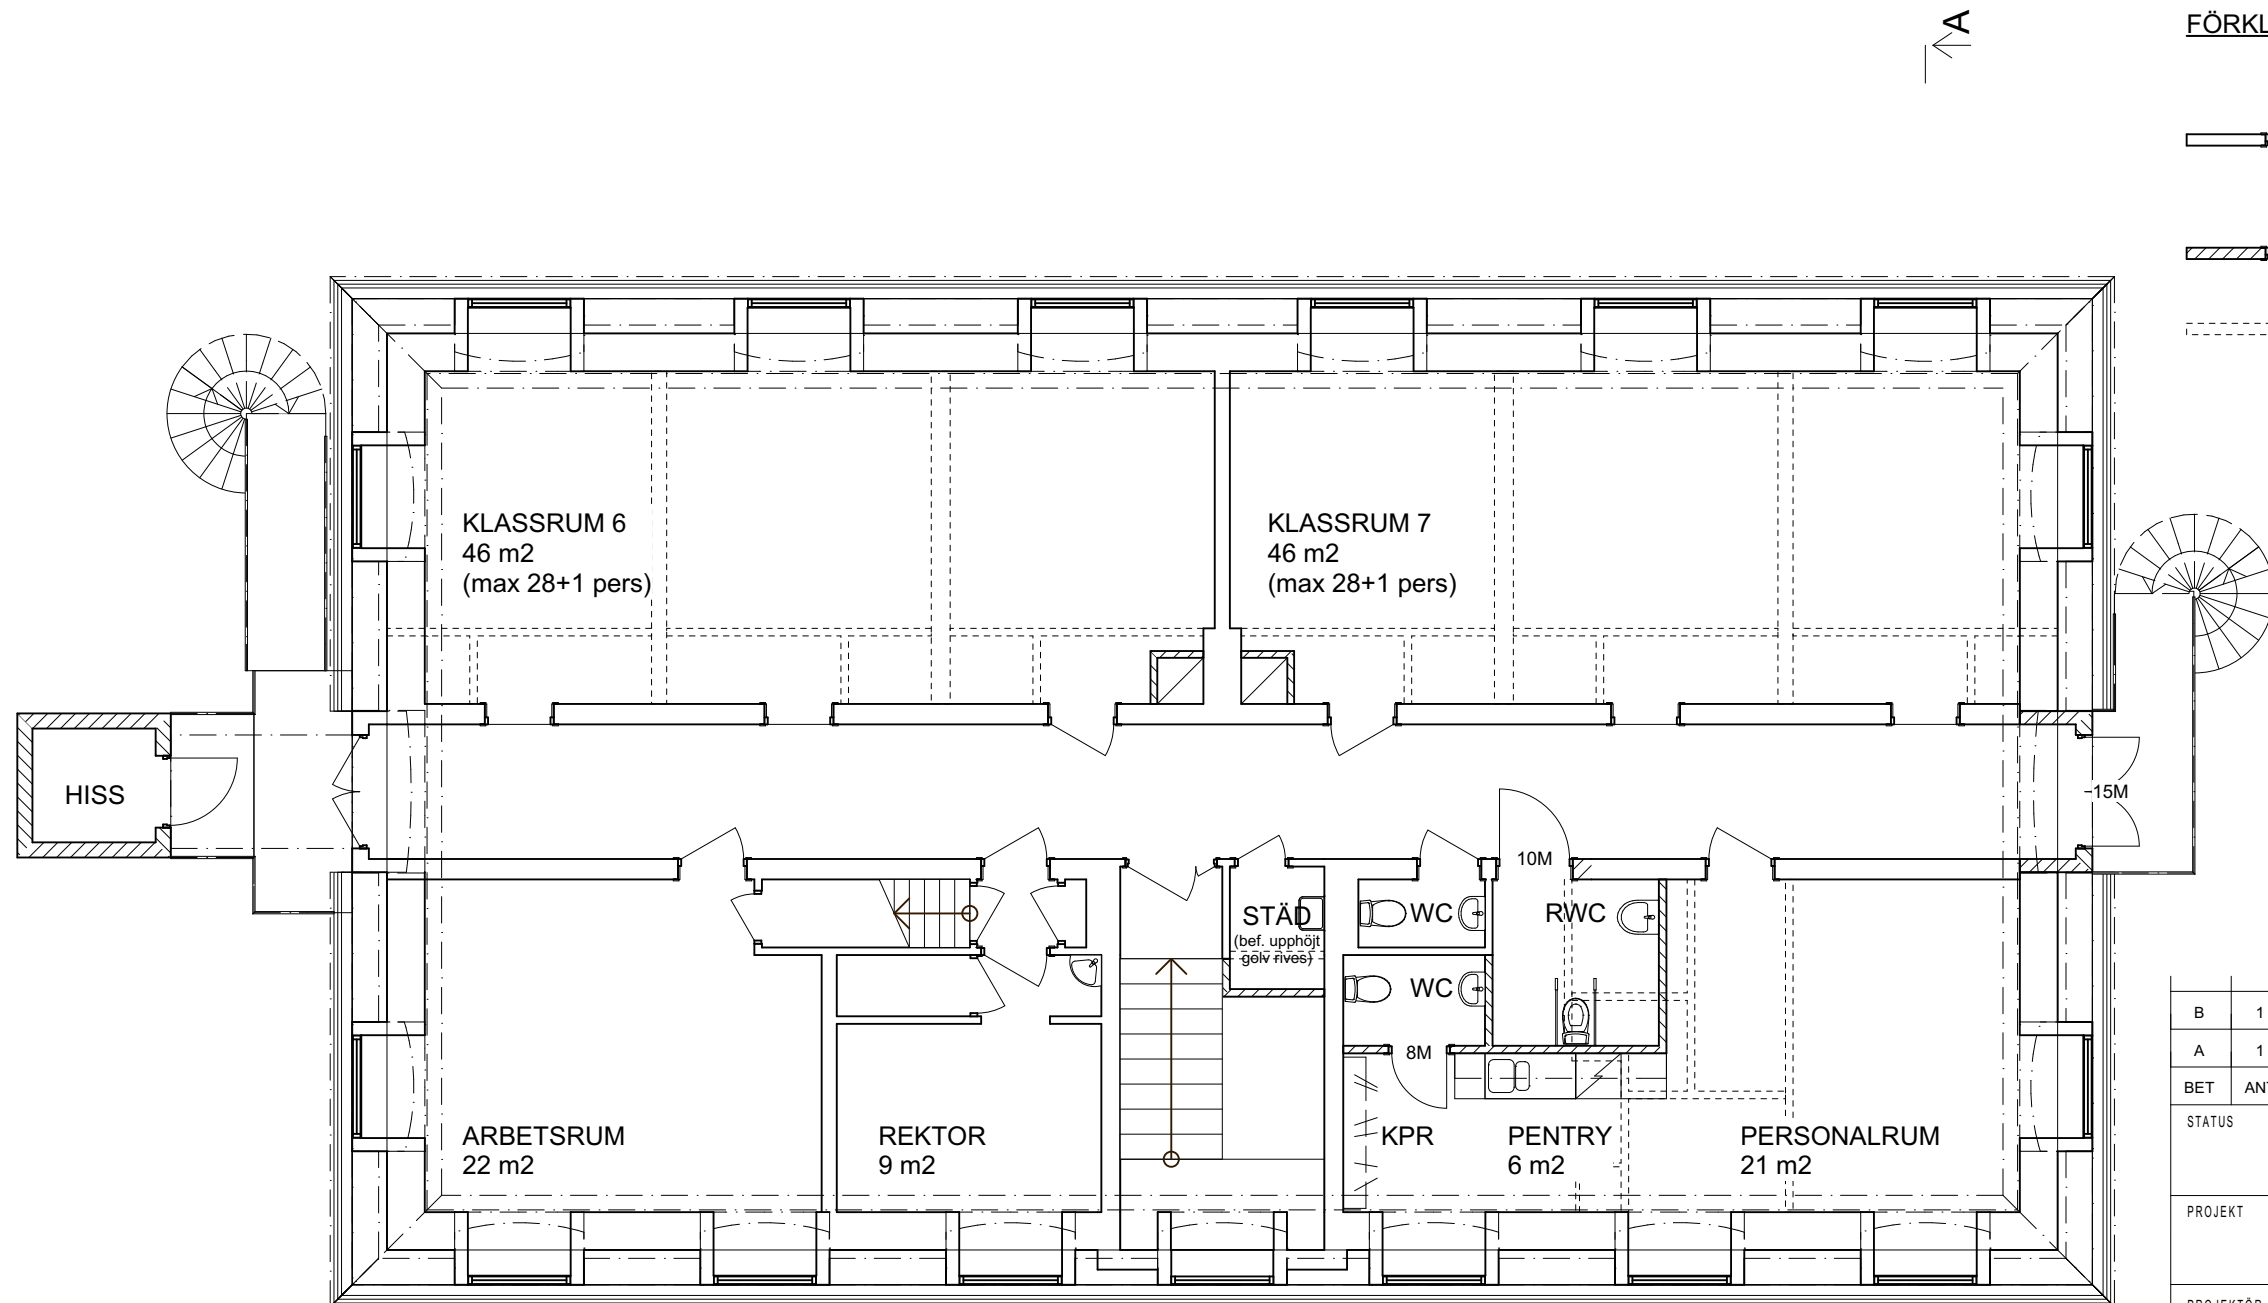 A
FÖRKL
KLASSRUM 6
46 m2
(max 28+1 pers)
KLASSRUM 7
46 m2
(max 28+1 pers)
HISS
15M
10M
STÄD
(bef. upphöjt
golv rives)
WC
RWC
WC
8M
ARBETSRUM
22 m2
REKTOR
9 m2
KPR
PENTRY
6 m2
PERSONALRUM
21 m2
B 1
A 1
BET ANT
STATUS
PROJEKT